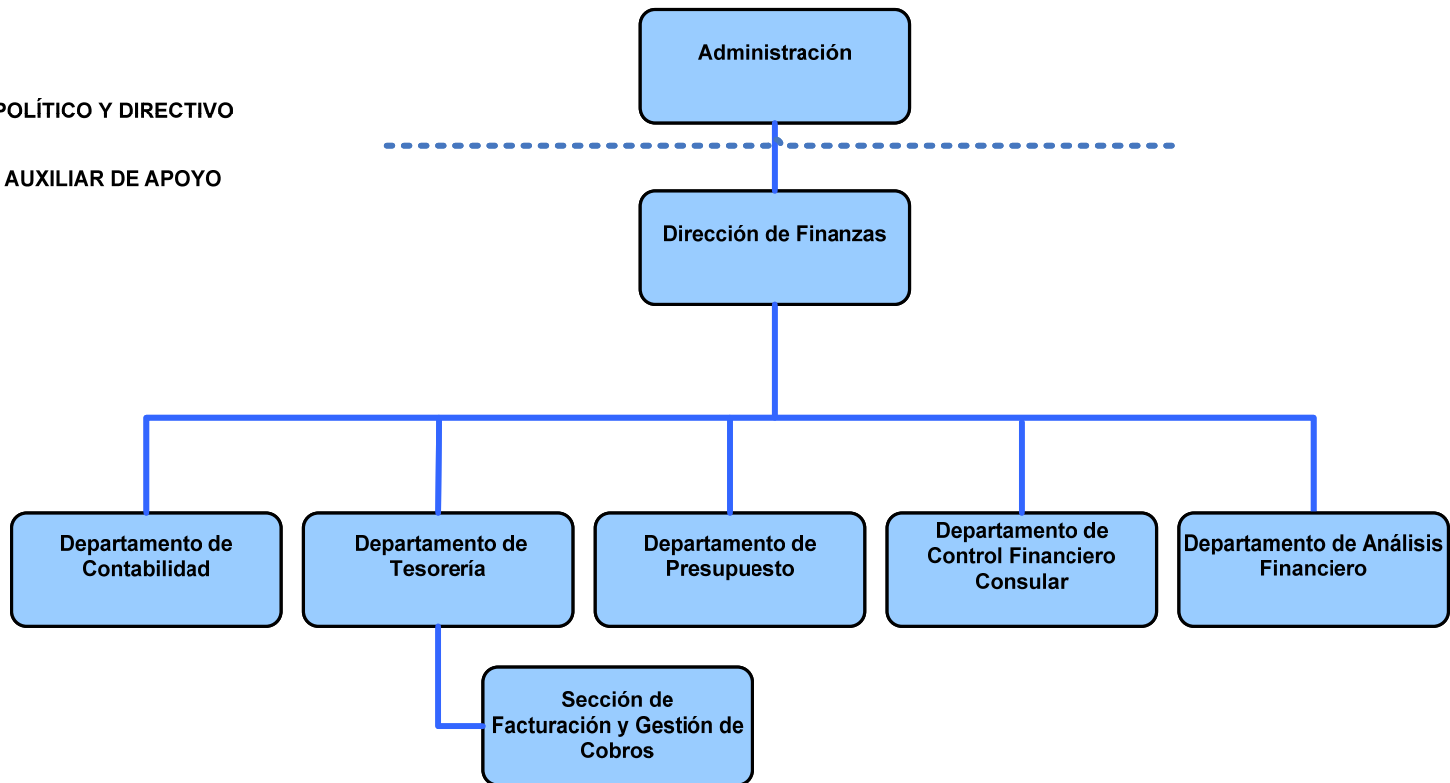 Administración
POLÍTICO Y DIRECTIVO
AUXILIAR DE APOYO
Dirección de Finanzas
Departamento de
Contabilidad
Departamento de
Tesorería
Departamento de
Presupuesto
Departamento de
Control Financiero
Consular
Departamento de Análisis
Financiero
Sección de
Facturación y Gestión de
Cobros